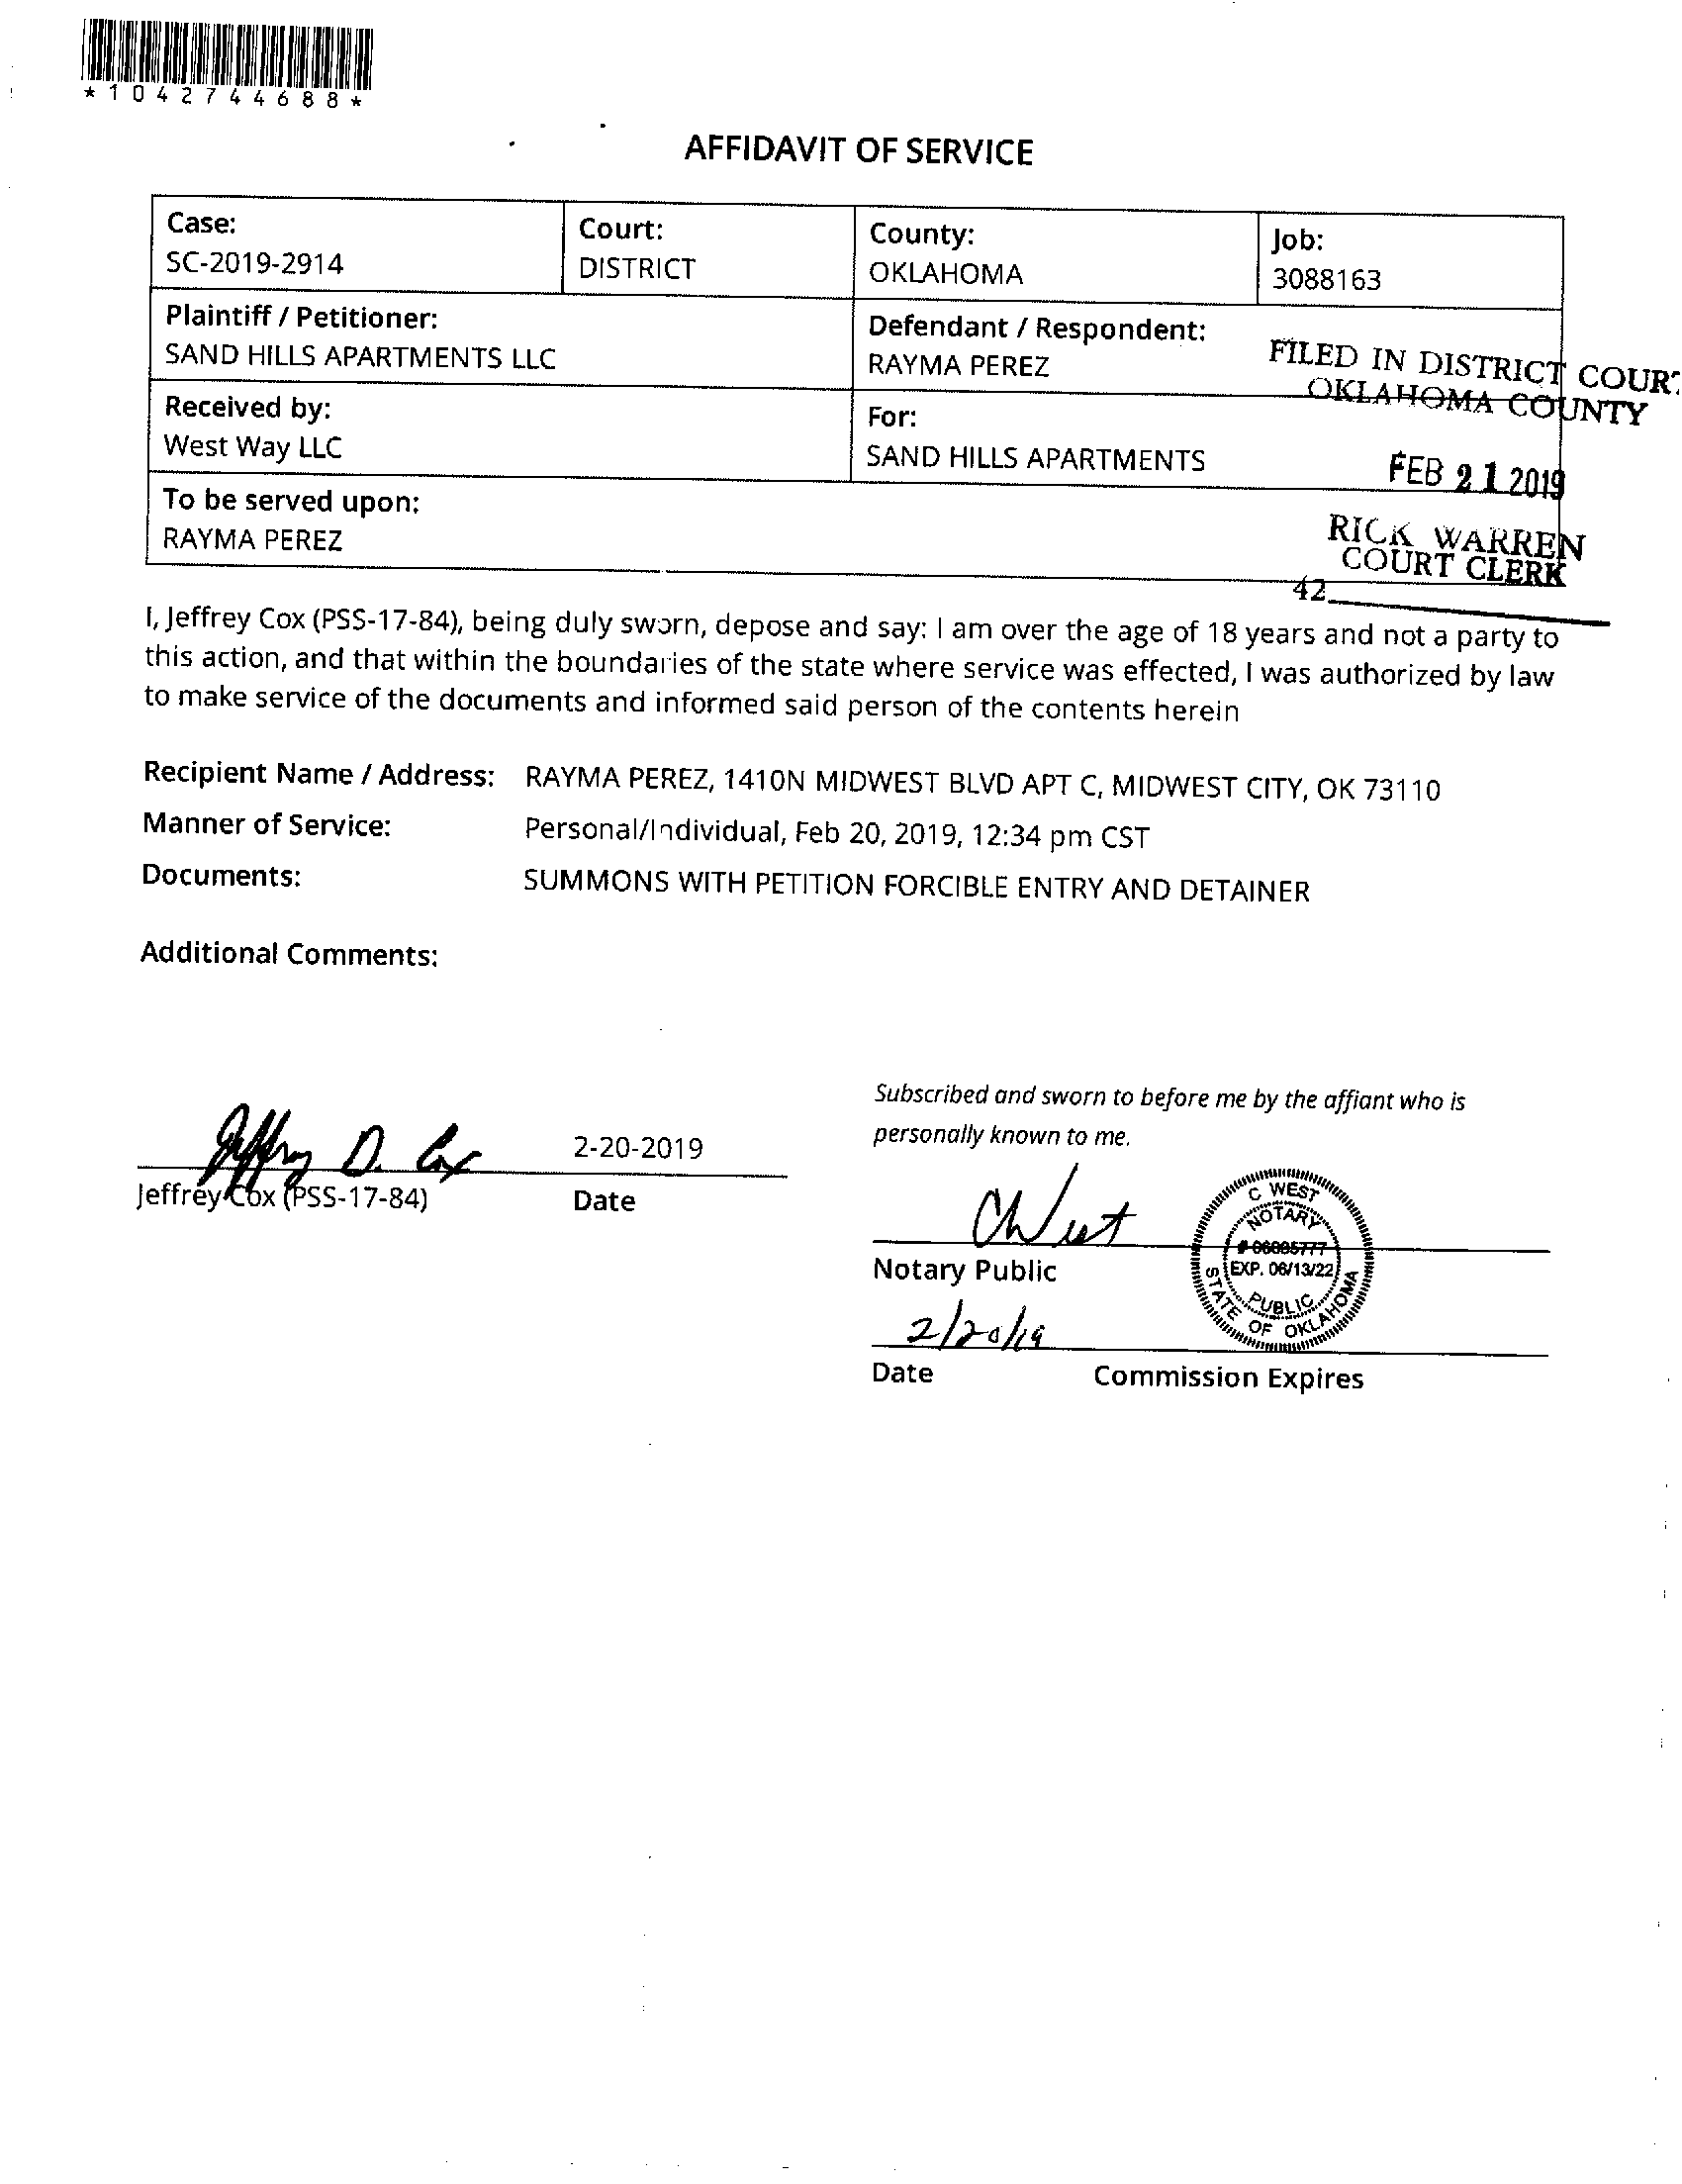 *1042744688*
AFFIDAVIT OF SERVICE
Case:
SC-2019-2914
Court:
DISTRICT
County:
OKLAHOMA
Job:
3088163
Plaintiff / Petitioner:
SAND HILLS APARTMENTS LLC
Defendant / Respondent:
RAYMA PEREZ
FILED IN DISTRICT COURT
OKLAHOMA COUNTY
Received by:
West Way LLC
For:
SAND HILLS APARTMENTS
FEB 21 2019
To be served upon:
RAYMA PEREZ
RICK WARREN
COURT CLERK
42
I, Jeffrey Cox (PSS-17-84), being duly sworn, depose and say: I am over the age of 18 years and not a party to
this action, and that within the boundaries of the state where service was effected, I was authorized by law
to make service of the documents and informed said person of the contents herein
Recipient Name / Address: RAYMA PEREZ, 1410N MIDWEST BLVD APT C, MIDWEST CITY, OK 73110
Manner of Service: Personal/Individual, Feb 20, 2019, 12:34 pm CST
Documents: SUMMONS WITH PETITION FORCIBLE ENTRY AND DETAINER
Additional Comments:
Subscribed and sworn to before me by the affiant who is
personally known to me.
Jeffrey D. Cox
2-20-2019
Jeffrey Cox (PSS-17-84)
Date
C West
Notary Public
C WEST
NOTARY
EXP. 06/13/22
PUBLIC
STATE OF OKLAHOMA
2/20/19
Date
Commission Expires